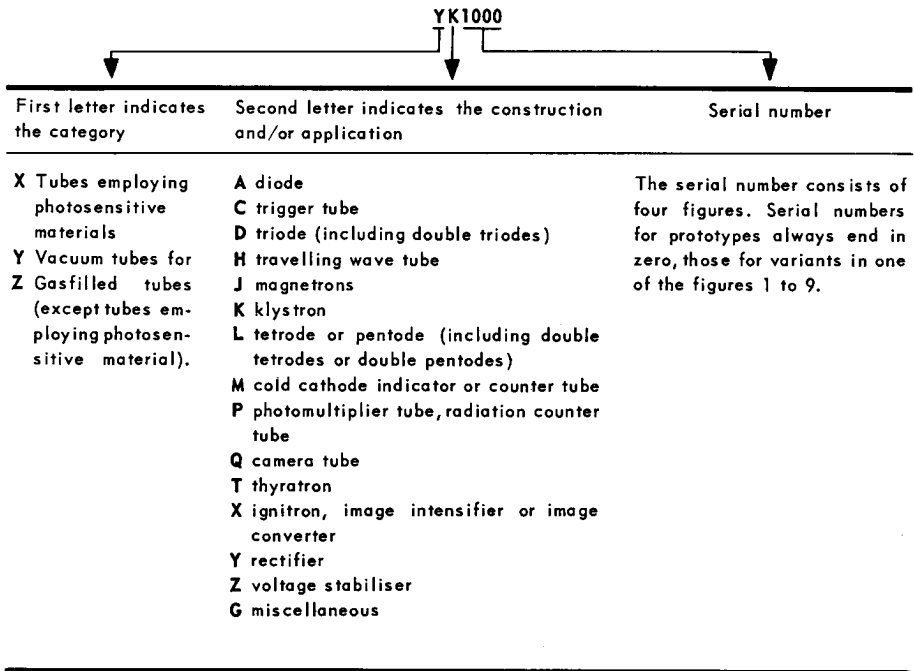 YK1000
First letter indicates
the category
Second letter indicates the construction
and/or application
Serial number
X Tubes employing
photosensitive
materials
Y Vacuum tubes for
Z Gasfilled tubes
(except tubes em-
ploying photosen-
sitive material).
A diode
C trigger tube
D triode (including double triodes)
H travelling wave tube
J magnetrons
K klystron
L tetrode or pentode (including double
tetrodes or double pentodes)
M cold cathode indicator or counter tube
P photomultiplier tube, radiation counter
tube
Q camera tube
T thyratron
X ignitron, image intensifier or image
converter
Y rectifier
Z voltage stabiliser
G miscellaneous
The serial number consists of
four figures. Serial numbers
for prototypes always end in
zero, those for variants in one
of the figures 1 to 9.